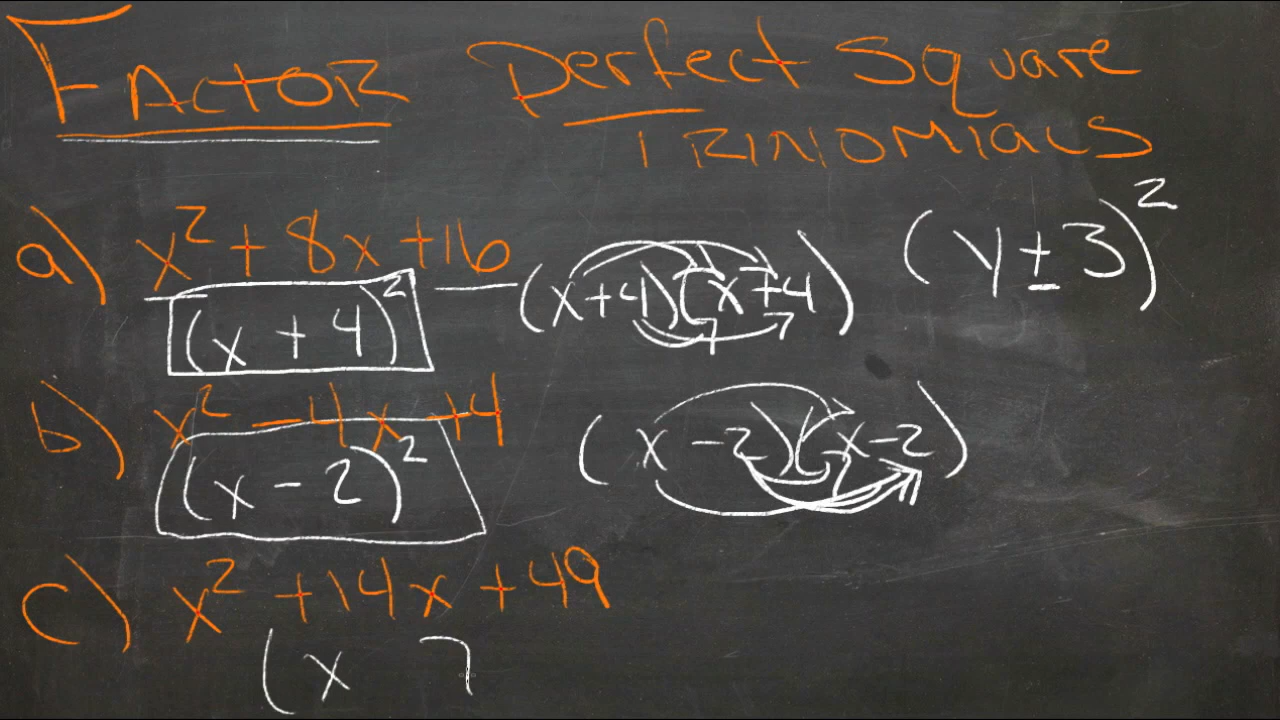 FACTOR Perfect Square
TRINOMIALS
a) x² + 8x + 16 (x + 4)(x + 4) (y ± 3)²
(x + 4)²
b) x² - 4x + 4 (x - 2)(x - 2)
(x - 2)²
c) x² + 14x + 49
(x 7